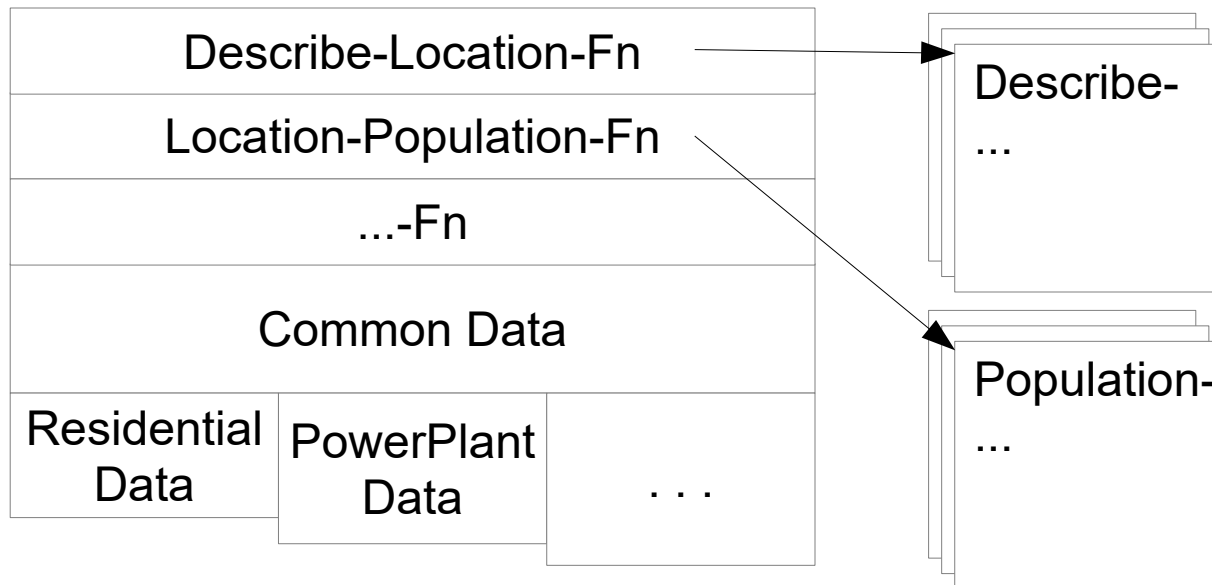 Describe-Location-Fn
Location-Population-Fn
...-Fn
Common Data
Residential
Data
PowerPlant
Data
. . .
Describe-
...
Population-
...